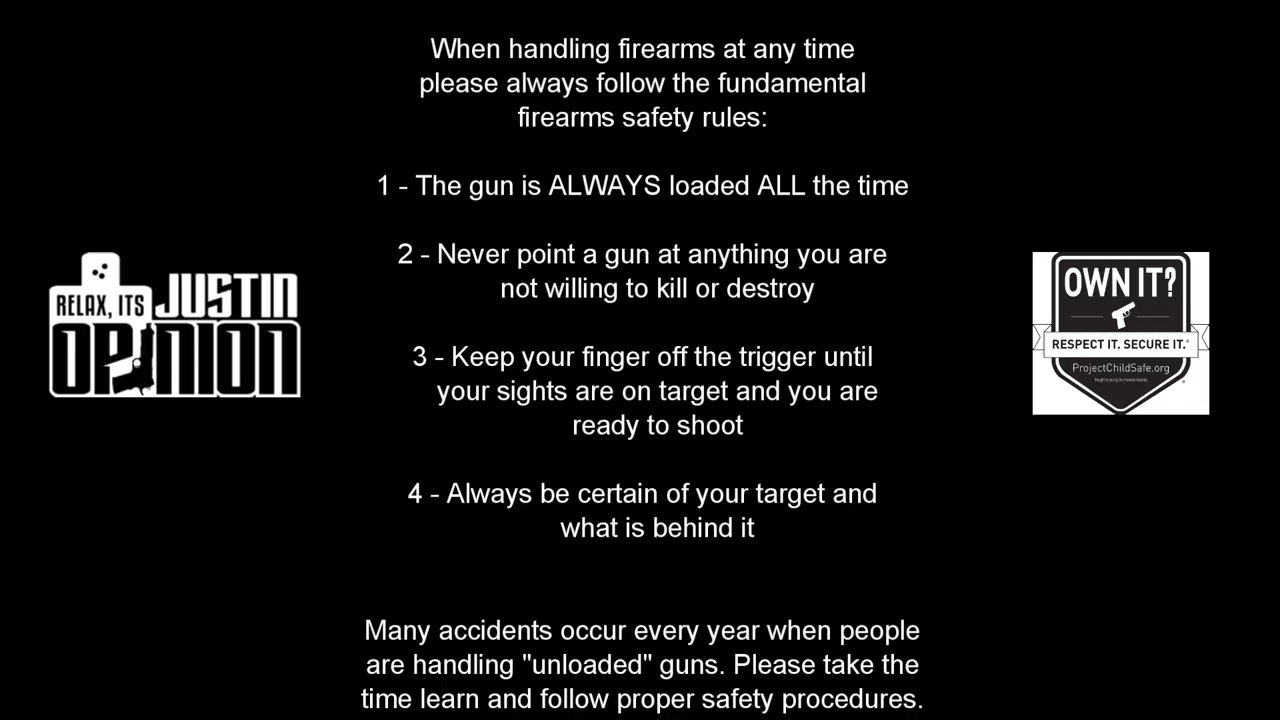 When handling firearms at any time
please always follow the fundamental
firearms safety rules:
1 - The gun is ALWAYS loaded ALL the time
2 - Never point a gun at anything you are
not willing to kill or destroy
3 - Keep your finger off the trigger until
your sights are on target and you are
ready to shoot
4 - Always be certain of your target and
what is behind it
Many accidents occur every year when people
are handling "unloaded" guns. Please take the
time learn and follow proper safety procedures.
RELAX, ITS JUSTIN
OPINION
OWN IT?
RESPECT IT. SECURE IT.®
ProjectChildSafe.org